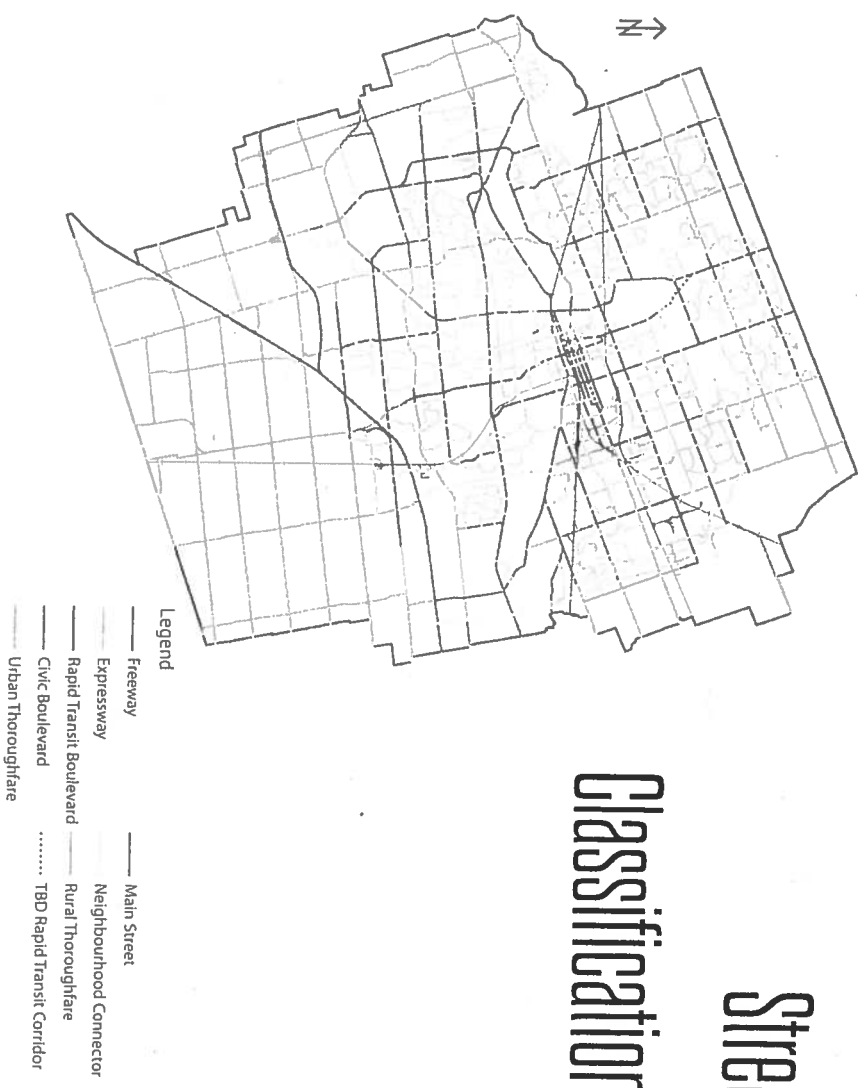 Stre
Classification
N
Legend
Freeway
Expressway
Rapid Transit Boulevard
Civic Boulevard
Urban Thoroughfare
Main Street
Neighbourhood Connector
Rural Thoroughfare
TBD Rapid Transit Corridor